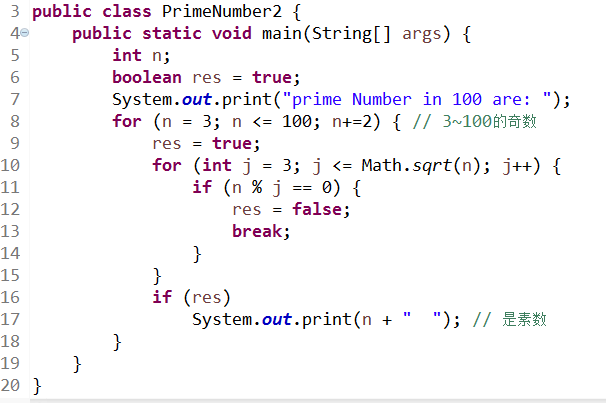 3 public class PrimeNumber2 {
4 public static void main(String[] args) {
5 int n;
6 boolean res = true;
7 System.out.print("prime Number in 100 are: ");
8 for (n = 3; n <= 100; n+=2) { // 3~100的奇数
9 res = true;
10 for (int j = 3; j <= Math.sqrt(n); j++) {
11 if (n % j == 0) {
12 res = false;
13 break;
14 }
15 }
16 if (res)
17 System.out.print(n + "  "); // 是素数
18 }
19 }
20 }